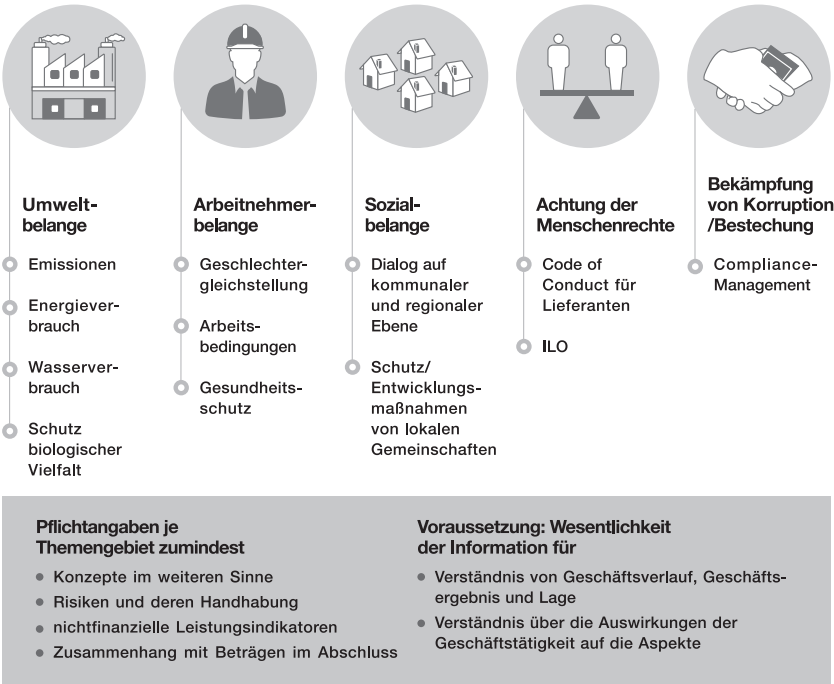 Umwelt-
belange
Emissionen
Energiever-
brauch
Wasserver-
brauch
Schutz
biologischer
Vielfalt
Arbeitnehmer-
belange
Geschlechter-
gleichstellung
Arbeits-
bedingungen
Gesundheits-
schutz
Sozial-
belange
Dialog auf
kommunaler
und regionaler
Ebene
Schutz/
Entwicklungs-
maßnahmen
von lokalen
Gemeinschaften
Achtung der
Menschenrechte
Code of
Conduct für
Lieferanten
ILO
Bekämpfung
von Korruption
/Bestechung
Compliance-
Management
Pflichtangaben je
Themengebiet zumindest
Konzepte im weiteren Sinne
Risiken und deren Handhabung
nichtfinanzielle Leistungsindikatoren
Zusammenhang mit Beträgen im Abschluss
Voraussetzung: Wesentlichkeit
der Information für
Verständnis von Geschäftsverlauf, Geschäfts-
ergebnis und Lage
Verständnis über die Auswirkungen der
Geschäftstätigkeit auf die Aspekte